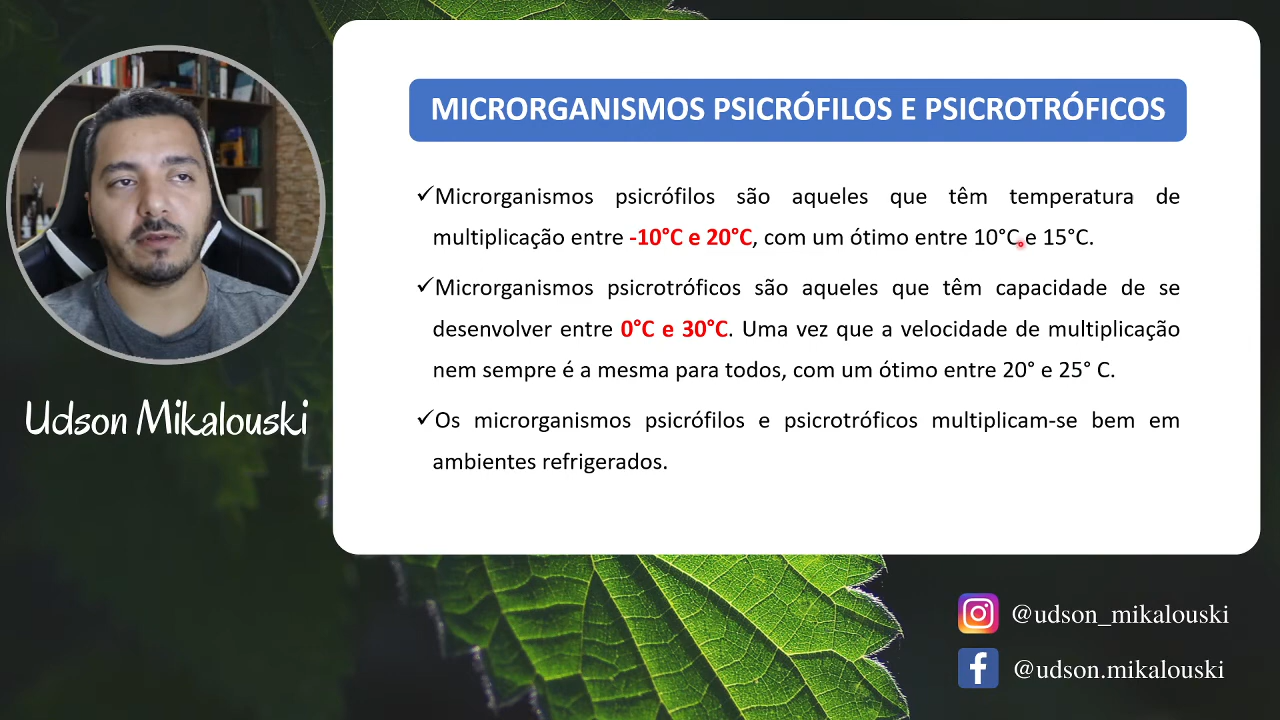 MICRORGANISMOS PSICRÓFILOS E PSICROTRÓFICOS
✓Microrganismos psicrófilos são aqueles que têm temperatura de
multiplicação entre -10°C e 20°C, com um ótimo entre 10°C e 15°C.
✓Microrganismos psicrotróficos são aqueles que têm capacidade de se
desenvolver entre 0°C e 30°C. Uma vez que a velocidade de multiplicação
nem sempre é a mesma para todos, com um ótimo entre 20° e 25° C.
✓Os microrganismos psicrófilos e psicrotróficos multiplicam-se bem em
ambientes refrigerados.
Udson Mikalouski
@udson_mikalouski
@udson.mikalouski